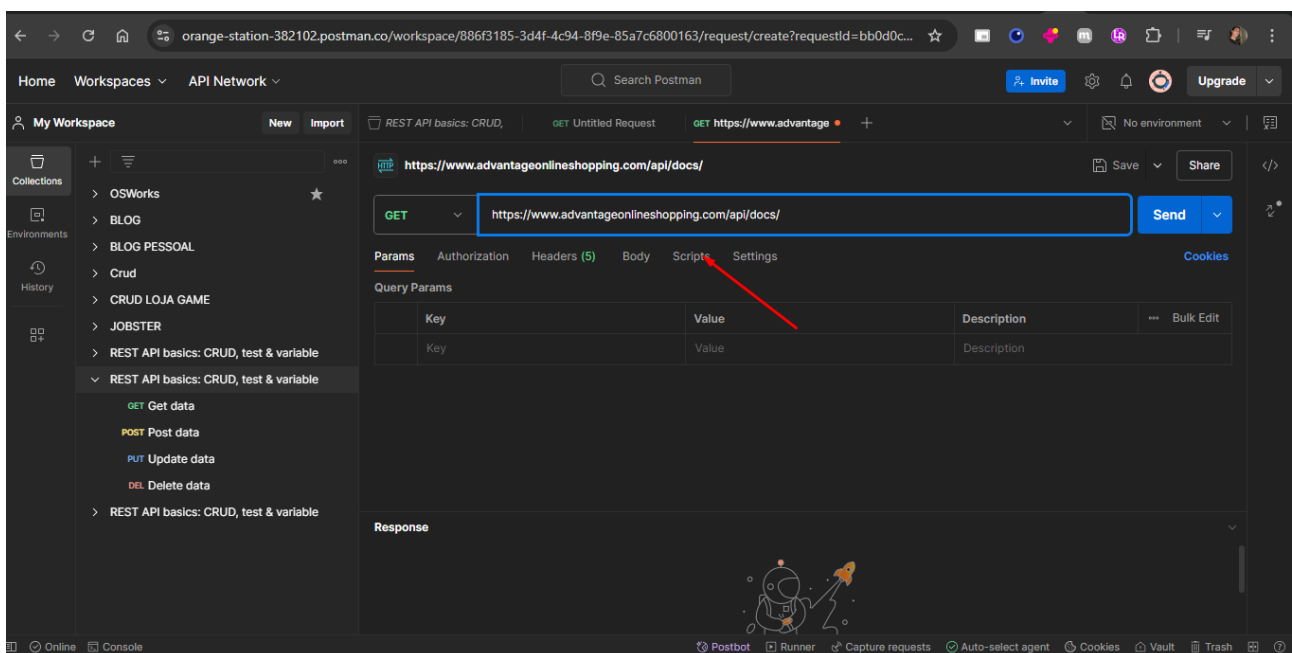 orange-station-382102.postman.co/workspace/886f3185-3d4f-4c94-8f9e-85a7c6800163/request/create?requestId=bb0d0c...
Home Workspaces API Network Search Postman Invite Upgrade
My Workspace New Import REST API basics: CRUD, GET Untitled Request GET https://www.advantage No environment
Collections
Environments
History
OSWorks
BLOG
BLOG PESSOAL
Crud
CRUD LOJA GAME
JOBSTER
REST API basics: CRUD, test & variable
REST API basics: CRUD, test & variable
GET Get data
POST Post data
PUT Update data
DEL Delete data
REST API basics: CRUD, test & variable
HTTP https://www.advantageonlineshopping.com/api/docs/ Save Share
GET https://www.advantageonlineshopping.com/api/docs/ Send
Params Authorization Headers (5) Body Scripts Settings Cookies
Query Params
Key Value Description Bulk Edit
Key Value Description
Response
Online Console Postbot Runner Capture requests Auto-select agent Cookies Vault Trash